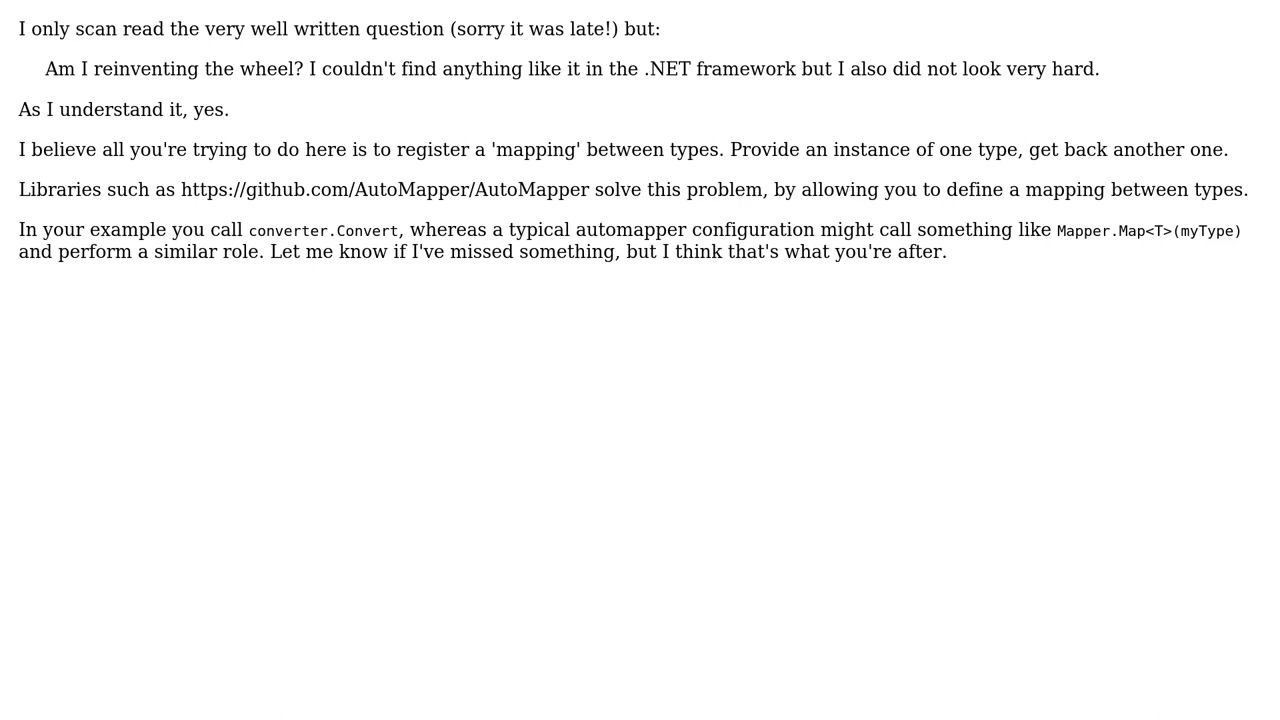 I only scan read the very well written question (sorry it was late!) but:
Am I reinventing the wheel? I couldn't find anything like it in the .NET framework but I also did not look very hard.
As I understand it, yes.
I believe all you're trying to do here is to register a 'mapping' between types. Provide an instance of one type, get back another one.
Libraries such as https://github.com/AutoMapper/AutoMapper solve this problem, by allowing you to define a mapping between types.
In your example you call converter.Convert, whereas a typical automapper configuration might call something like Mapper.Map<T>(myType)
and perform a similar role. Let me know if I've missed something, but I think that's what you're after.